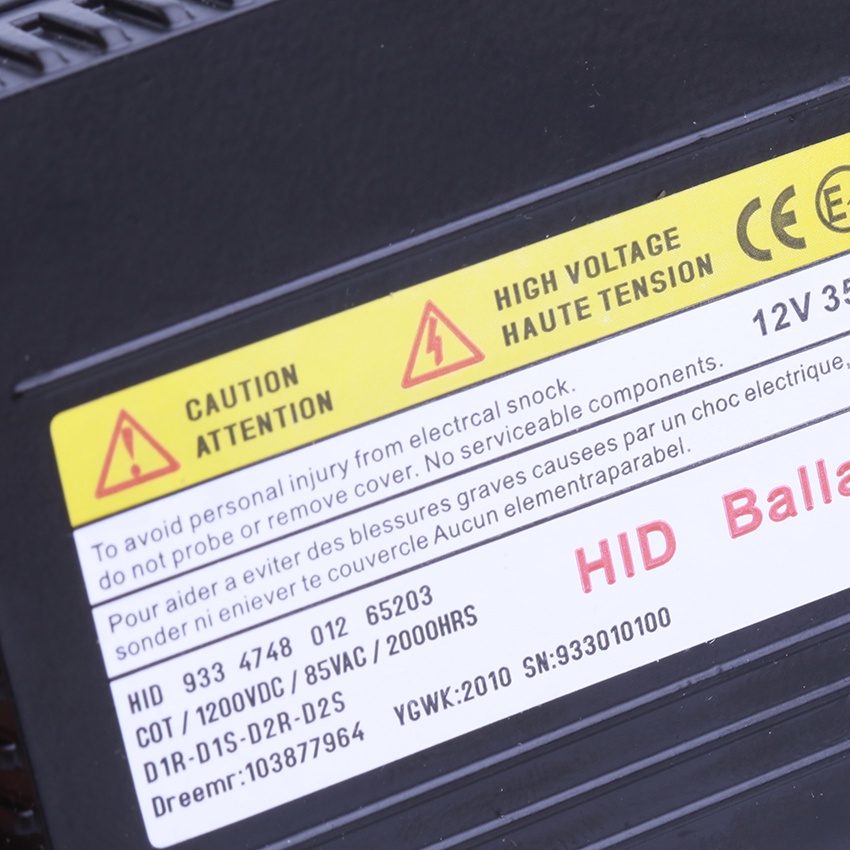 CAUTION
ATTENTION
HIGH VOLTAGE
HAUTE TENSION
CE
12V 35
To avoid personal injury from electrcal snock.
do not probe or remove cover. No serviceable components.
Pour aider a eviter des blessures graves causees par un choc electrique,
sonder ni eniever te couvercle Aucun elementraparabel.
HID Balla
HID 933 4748 012 65203
COT / 1200VDC / 85VAC / 2000HRS
D1R-D1S-D2R-D2S
Dreemr:103877964 YGWK:2010 SN:933010100